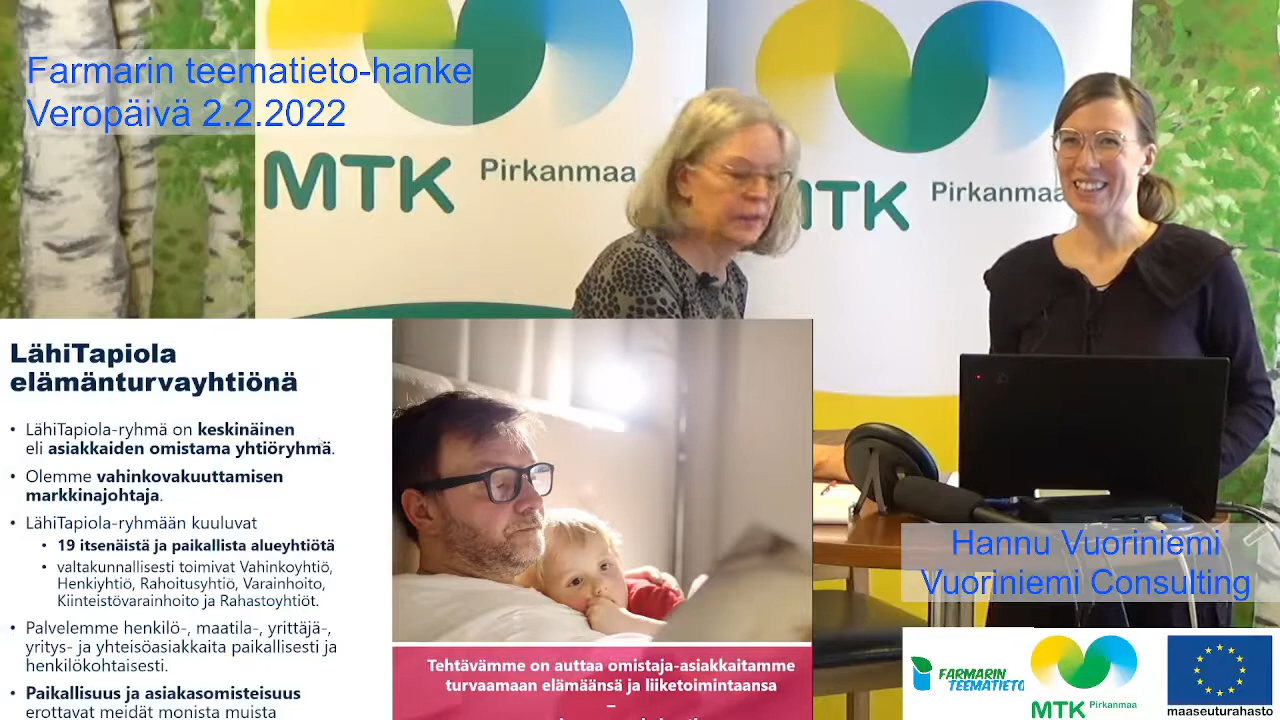 Farmarin teematieto-hanke
Veropäivä 2.2.2022
MTK Pirkanmaa
MTK Pirkanmaa
LähiTapiola
elämänturvayhtiönä
• LähiTapiola-ryhmä on keskinäinen
eli asiakkaiden omistama yhtiöryhmä.
• Olemme vahinkovakuuttamisen
markkinajohtaja.
• LähiTapiola-ryhmään kuuluvat
• 19 itsenäistä ja paikallista alueyhtiötä
• valtakunnallisesti toimivat Vahinkoyhtiö,
Henkiyhtiö, Rahoitusyhtiö, Varainhoito,
Kiinteistövarainhoito ja Rahastoyhtiöt.
• Palvelemme henkilö-, maatila-, yrittäjä-,
yritys- ja yhteisöasiakkaita paikallisesti ja
henkilökohtaisesti.
• Paikallisuus ja asiakasomisteisuus
erottavat meidät monista muista
Tehtävämme on auttaa omistaja-asiakkaitamme
turvaamaan elämäänsä ja liiketoimintaansa
–
Hannu Vuoriniemi
Vuoriniemi Consulting
FARMARIN
TEEMATIETO
MTK Pirkanmaa
maaseuturahasto